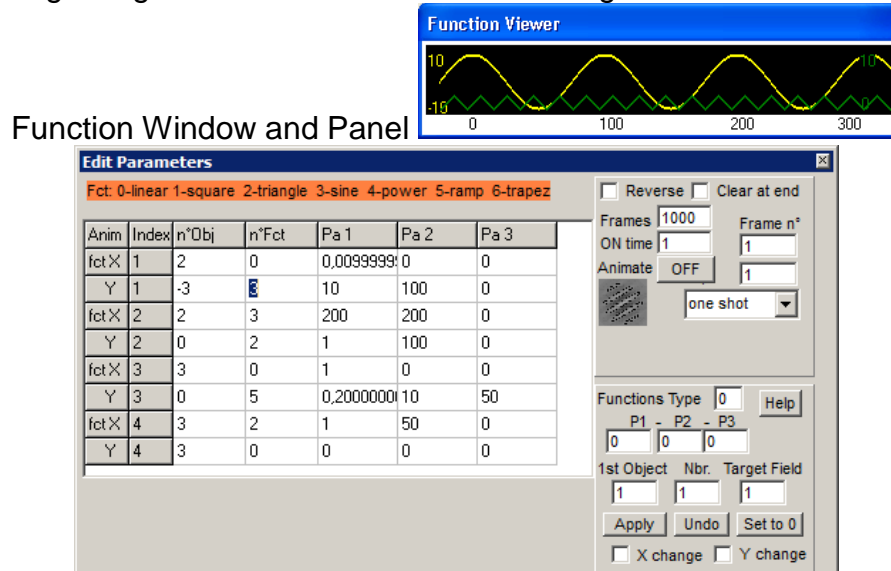 Function Viewer
10
10
-19
0
0 100 200 300
Function Window and Panel
Edit Parameters
Fct: 0-linear 1-square 2-triangle 3-sine 4-power 5-ramp 6-trapez
Anim Index n°Obj n°Fct Pa 1 Pa 2 Pa 3
fct X 1 2 0 0,0099999 0 0
Y 1 -3 3 10 100 0
fct X 2 2 3 200 200 0
Y 2 0 2 1 100 0
fct X 3 3 0 1 0 0
Y 3 0 5 0,2000000 10 50
fct X 4 3 2 1 50 0
Y 4 3 0 0 0 0
Reverse Clear at end
Frames 1000 Frame n°
ON time 1 1
Animate OFF 1
one shot
Functions Type 0 Help
P1 - P2 - P3
0 0 0
1st Object Nbr. Target Field
1 1 1
Apply Undo Set to 0
X change Y change